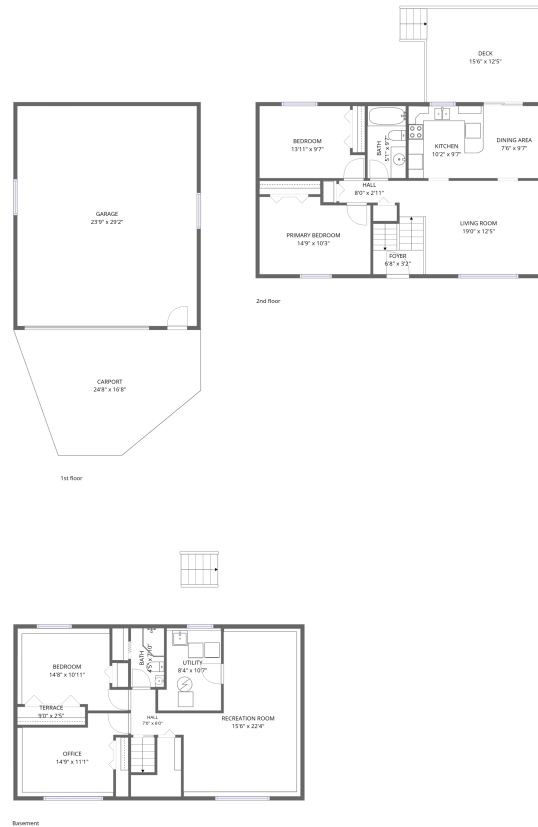 DECK
15'6" x 12'5"
BEDROOM
13'11" x 9'7"
BATH
5'1" x 9'7"
KITCHEN
10'2" x 9'7"
DINING AREA
7'6" x 9'7"
HALL
8'0" x 2'11"
GARAGE
23'9" x 29'2"
PRIMARY BEDROOM
14'9" x 10'3"
LIVING ROOM
19'0" x 12'5"
FOYER
6'8" x 3'2"
2nd floor
CARPORT
24'8" x 16'8"
1st floor
BEDROOM
14'8" x 10'11"
BATH
UTILITY
8'4" x 10'7"
TERRACE
9'0" x 2'5"
HALL
RECREATION ROOM
15'6" x 22'4"
OFFICE
14'9" x 11'1"
Basement